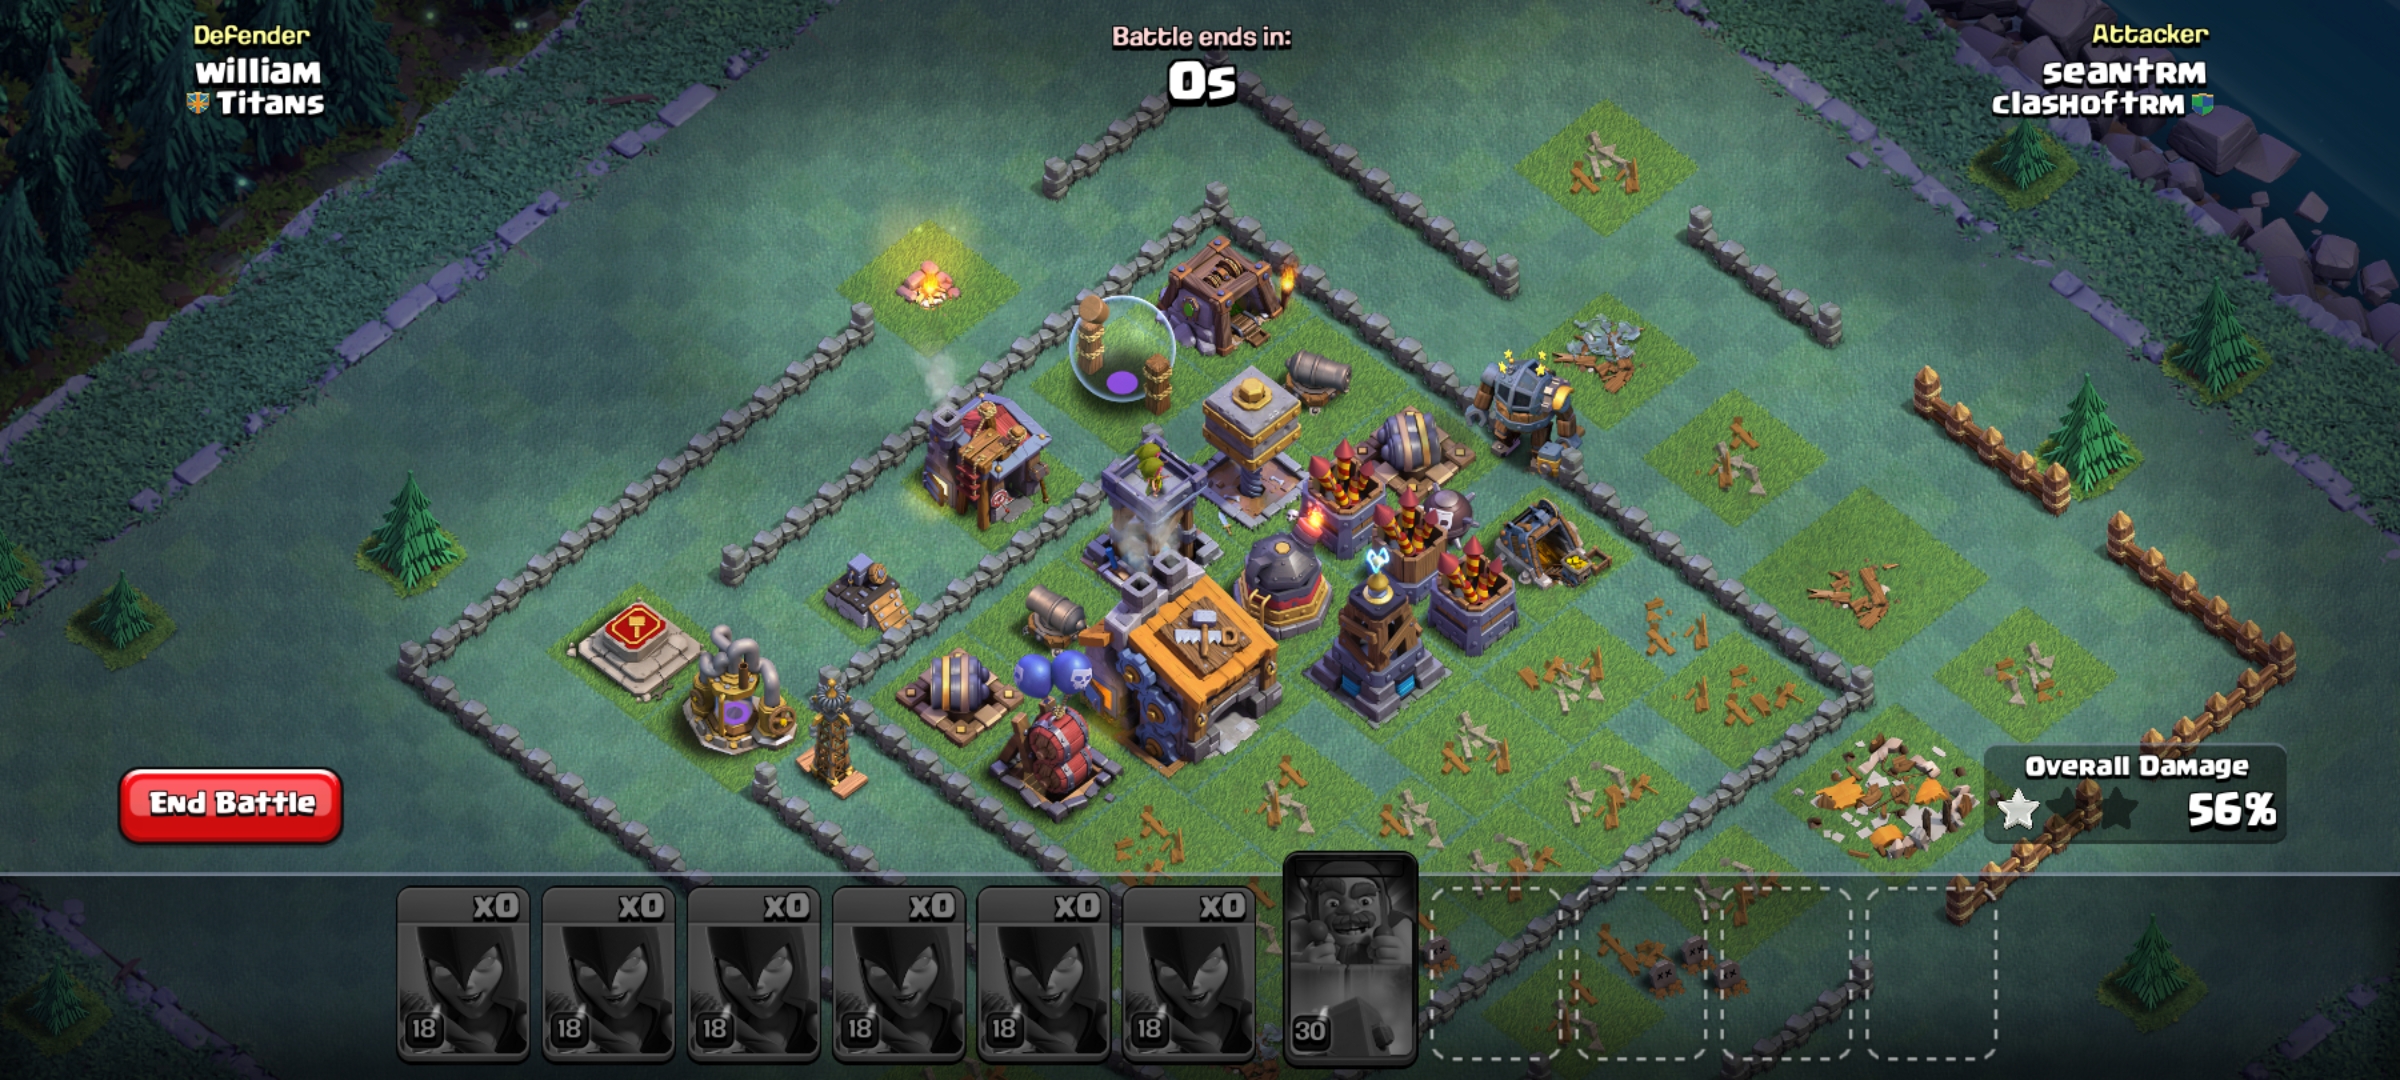 Defender
william
Titans
Battle ends in:
0s
Attacker
seantRM
clashoftRM
End Battle
Overall Damage
56%
x0
x0
x0
x0
x0
x0
18
18
18
18
18
18
30